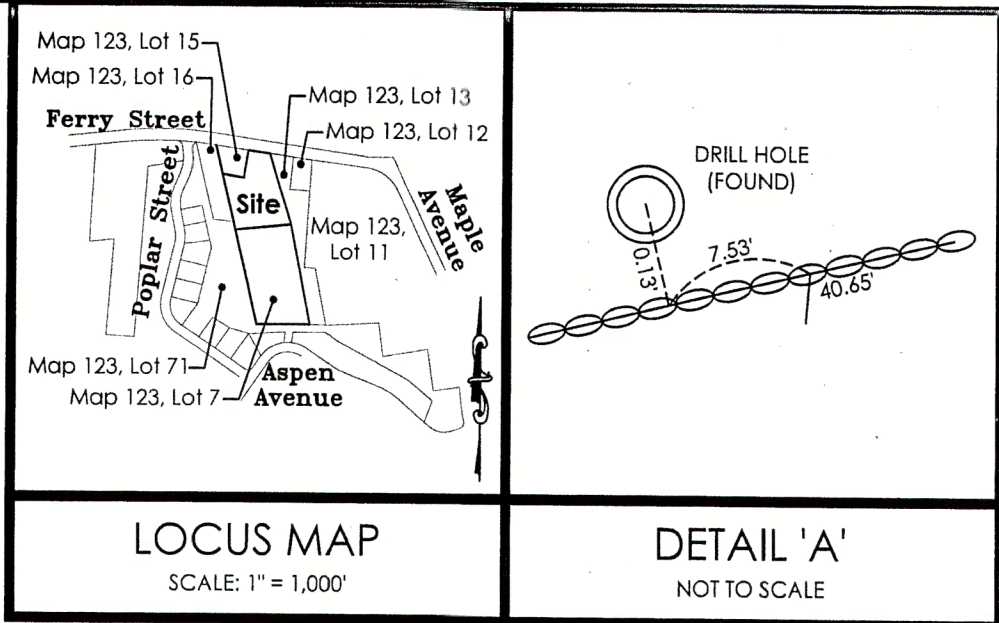 Map 123, Lot 15
Map 123, Lot 16
Map 123, Lot 13
Ferry Street
Map 123, Lot 12
Poplar Street
Site
Maple
Avenue
Map 123,
Lot 11
Map 123, Lot 71
Map 123, Lot 7
Aspen
Avenue
LOCUS MAP
SCALE: 1" = 1,000'
DRILL HOLE
(FOUND)
0.13'
7.53'
40.65'
DETAIL 'A'
NOT TO SCALE